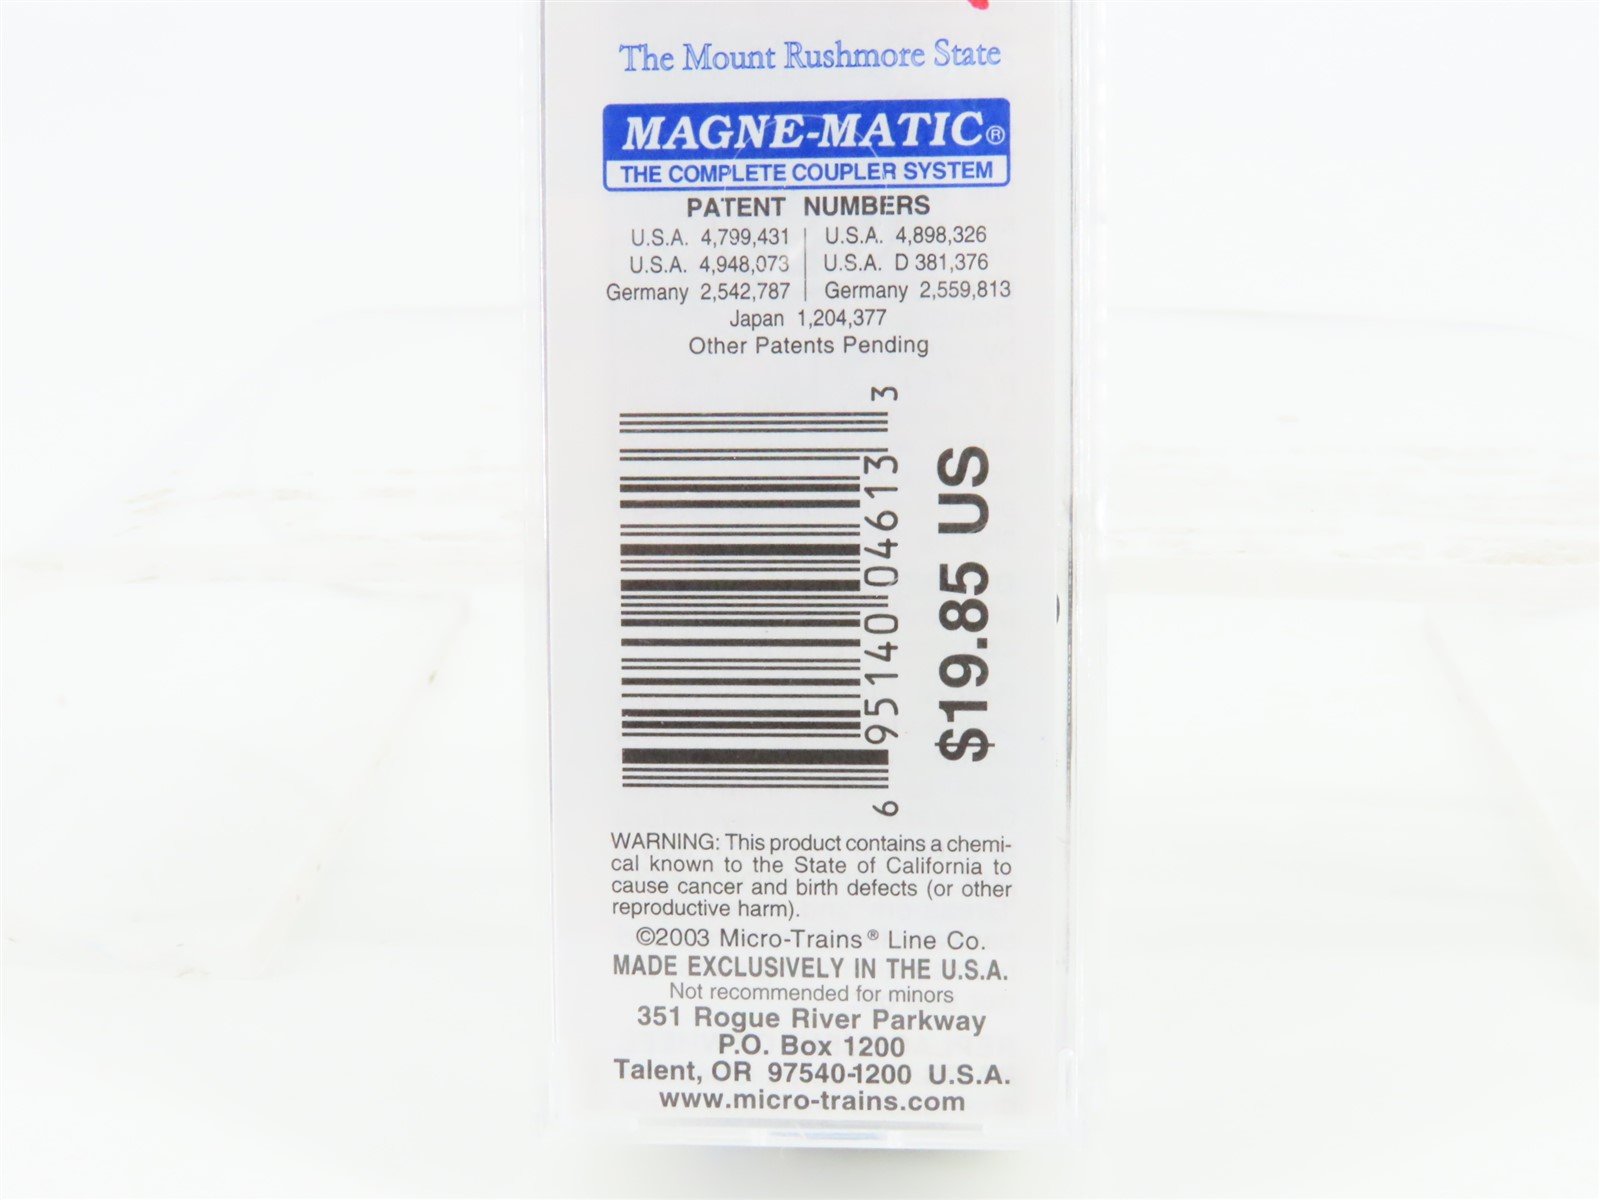 The Mount Rushmore State
MAGNE-MATIC®
THE COMPLETE COUPLER SYSTEM
PATENT NUMBERS
U.S.A. 4,799,431 | U.S.A. 4,898,326
U.S.A. 4,948,073 | U.S.A. D 381,376
Germany 2,542,787 | Germany 2,559,813
Japan 1,204,377
Other Patents Pending
6 95140 04613 3
$19.85 US
WARNING: This product contains a chemi-
cal known to the State of California to
cause cancer and birth defects (or other
reproductive harm).
©2003 Micro-Trains® Line Co.
MADE EXCLUSIVELY IN THE U.S.A.
Not recommended for minors
351 Rogue River Parkway
P.O. Box 1200
Talent, OR 97540-1200 U.S.A.
www.micro-trains.com